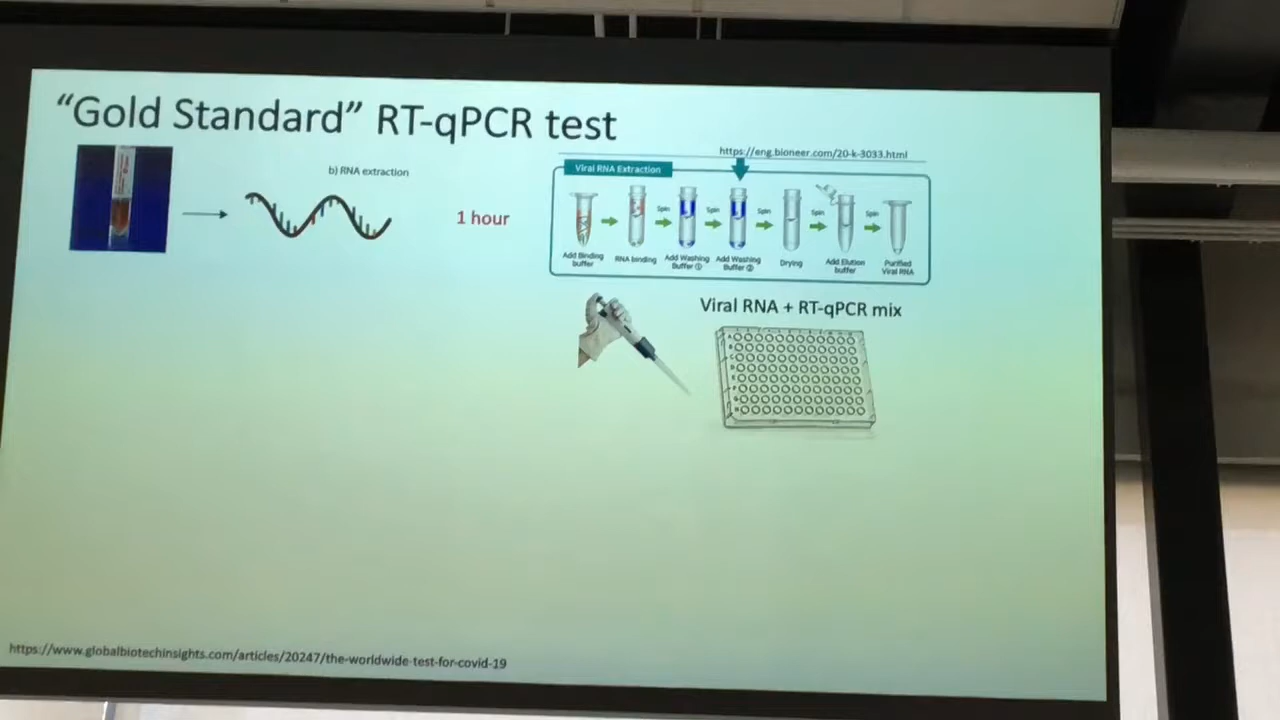 “Gold Standard” RT-qPCR test
https://eng.bioneer.com/20-k-3033.html
b) RNA extraction
1 hour
Viral RNA Extraction
Spin
Spin
Spin
Spin
Spin
Add Binding buffer
RNA binding
Add Washing Buffer ①
Add Washing Buffer ②
Drying
Add Elution buffer
Purified Viral RNA
Viral RNA + RT-qPCR mix
https://www.globalbiotechinsights.com/articles/20247/the-worldwide-test-for-covid-19